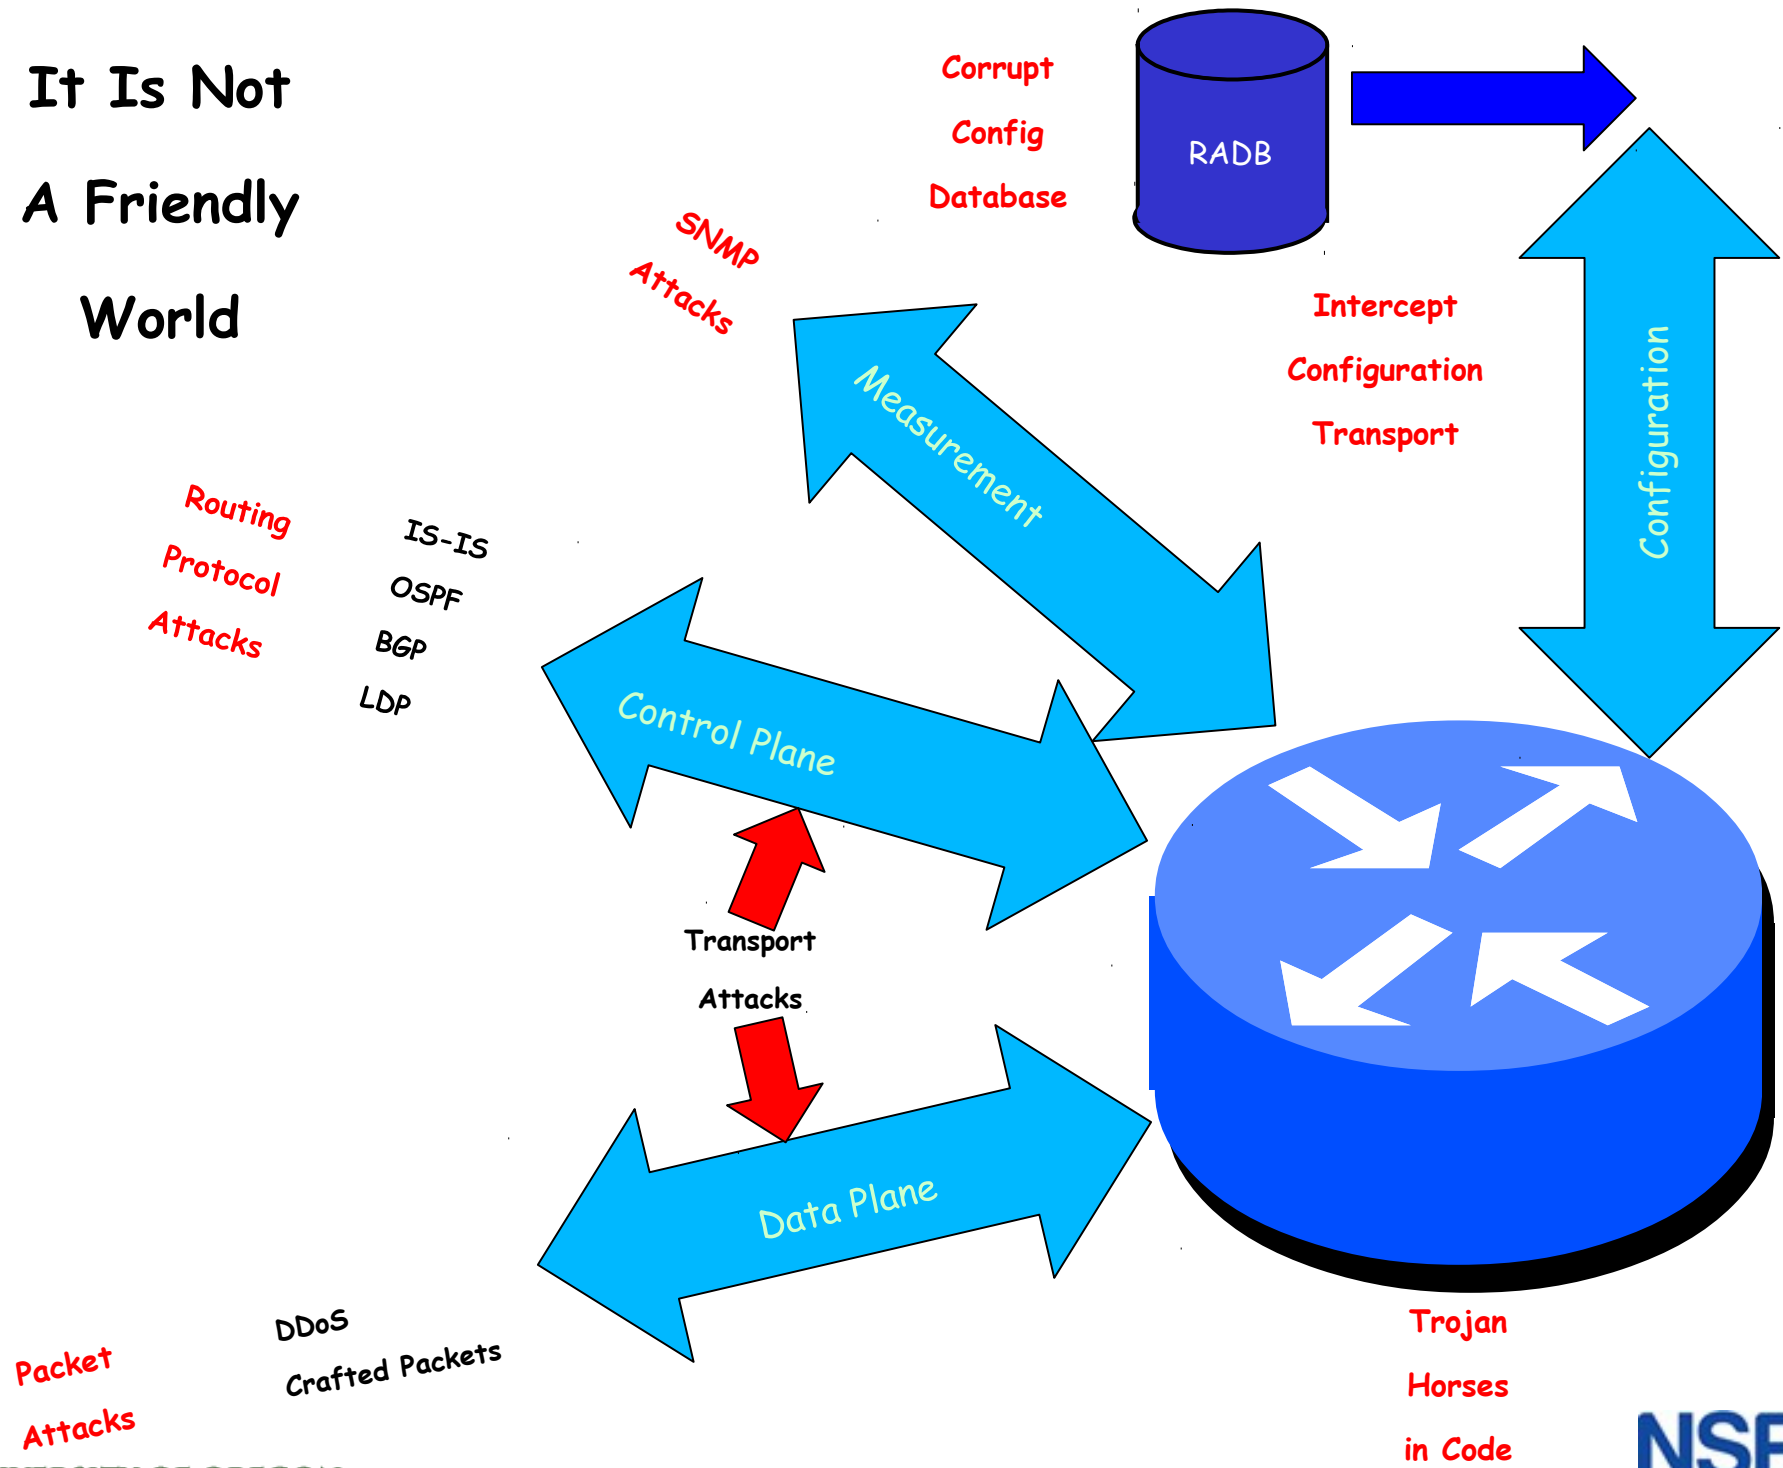 It Is Not
A Friendly
World
Corrupt
Config
Database
RADB
SNMP
Attacks
Intercept
Configuration
Transport
Configuration
Measurement
Routing
Protocol
Attacks
IS-IS
OSPF
BGP
LDP
Control Plane
Transport
Attacks
Data Plane
DDoS
Crafted Packets
Packet
Attacks
Trojan
Horses
in Code